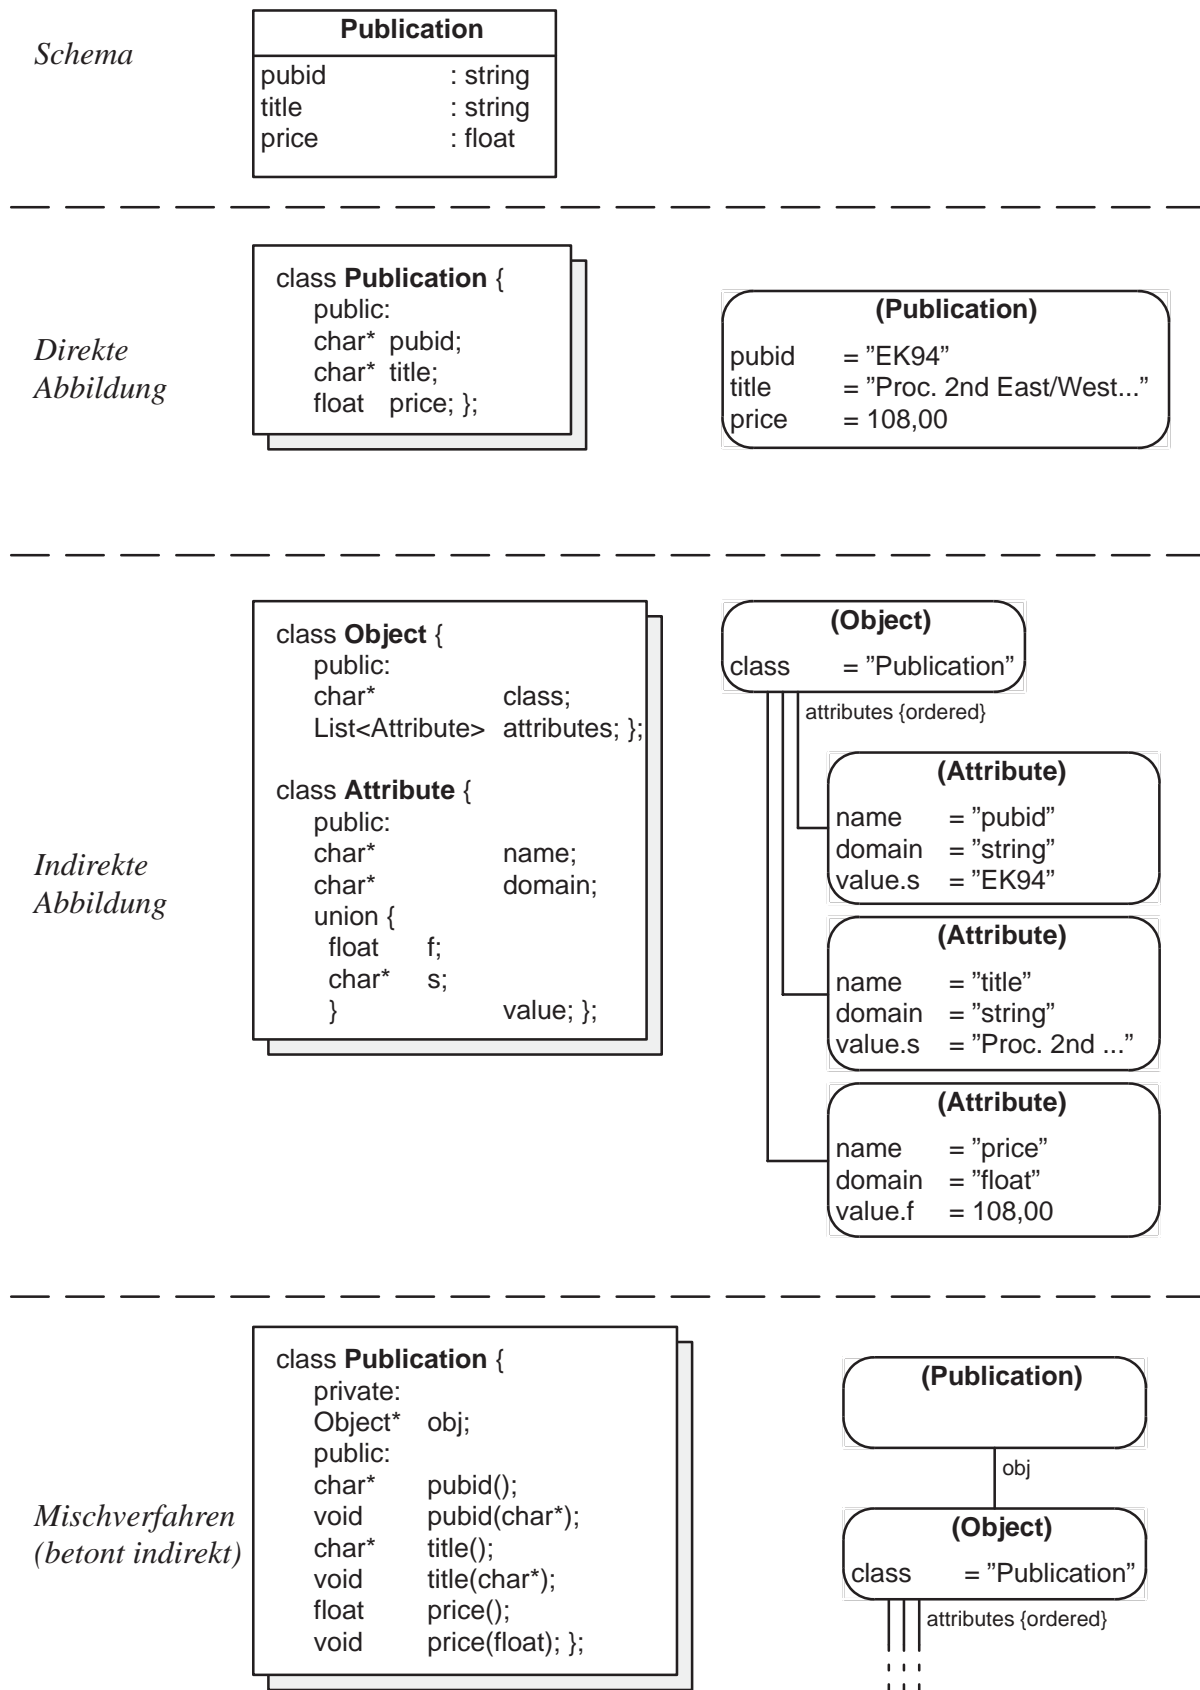 Schema
Publication
pubid : string
title : string
price : float
Direkte
Abbildung
class Publication {
public:
char* pubid;
char* title;
float price; };
(Publication)
pubid = ”EK94”
title = ”Proc. 2nd East/West...”
price = 108,00
Indirekte
Abbildung
class Object {
public:
char* class;
List<Attribute> attributes; };
class Attribute {
public:
char* name;
char* domain;
union {
float f;
char* s;
} value; };
(Object)
class = ”Publication”
attributes {ordered}
(Attribute)
name = ”pubid”
domain = ”string”
value.s = ”EK94”
(Attribute)
name = ”title”
domain = ”string”
value.s = ”Proc. 2nd ...”
(Attribute)
name = ”price”
domain = ”float”
value.f = 108,00
Mischverfahren
(betont indirekt)
class Publication {
private:
Object* obj;
public:
char* pubid();
void pubid(char*);
char* title();
void title(char*);
float price();
void price(float); };
(Publication)
obj
(Object)
class = ”Publication”
attributes {ordered}